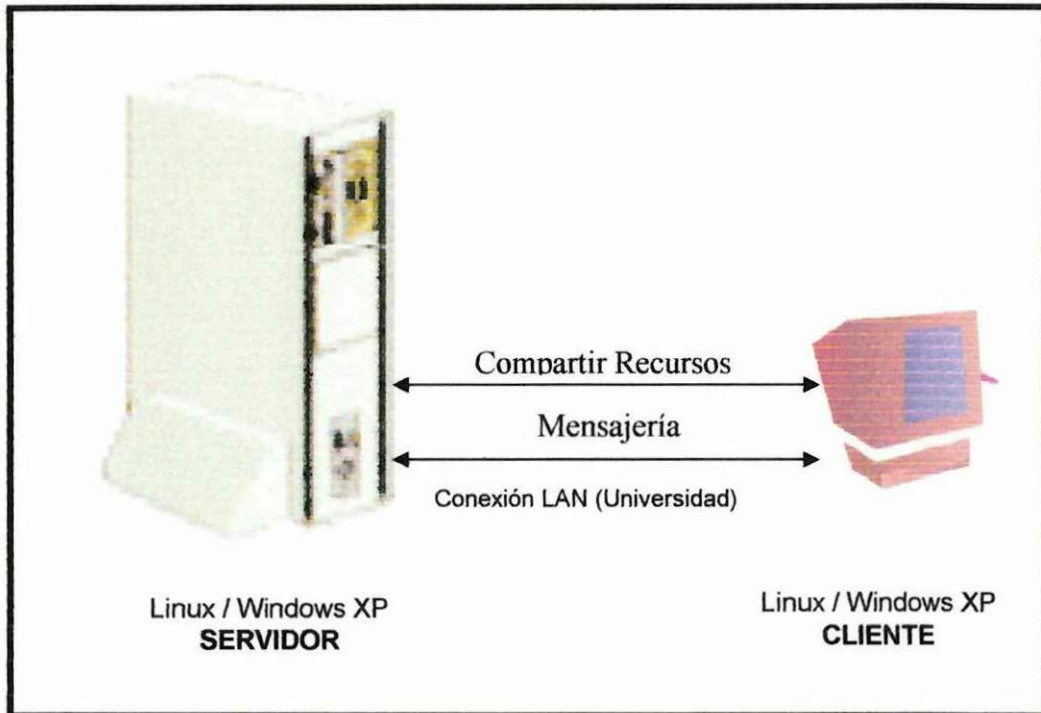 Compartir Recursos
Mensajería
Conexión LAN (Universidad)
Linux / Windows XP
SERVIDOR
Linux / Windows XP
CLIENTE